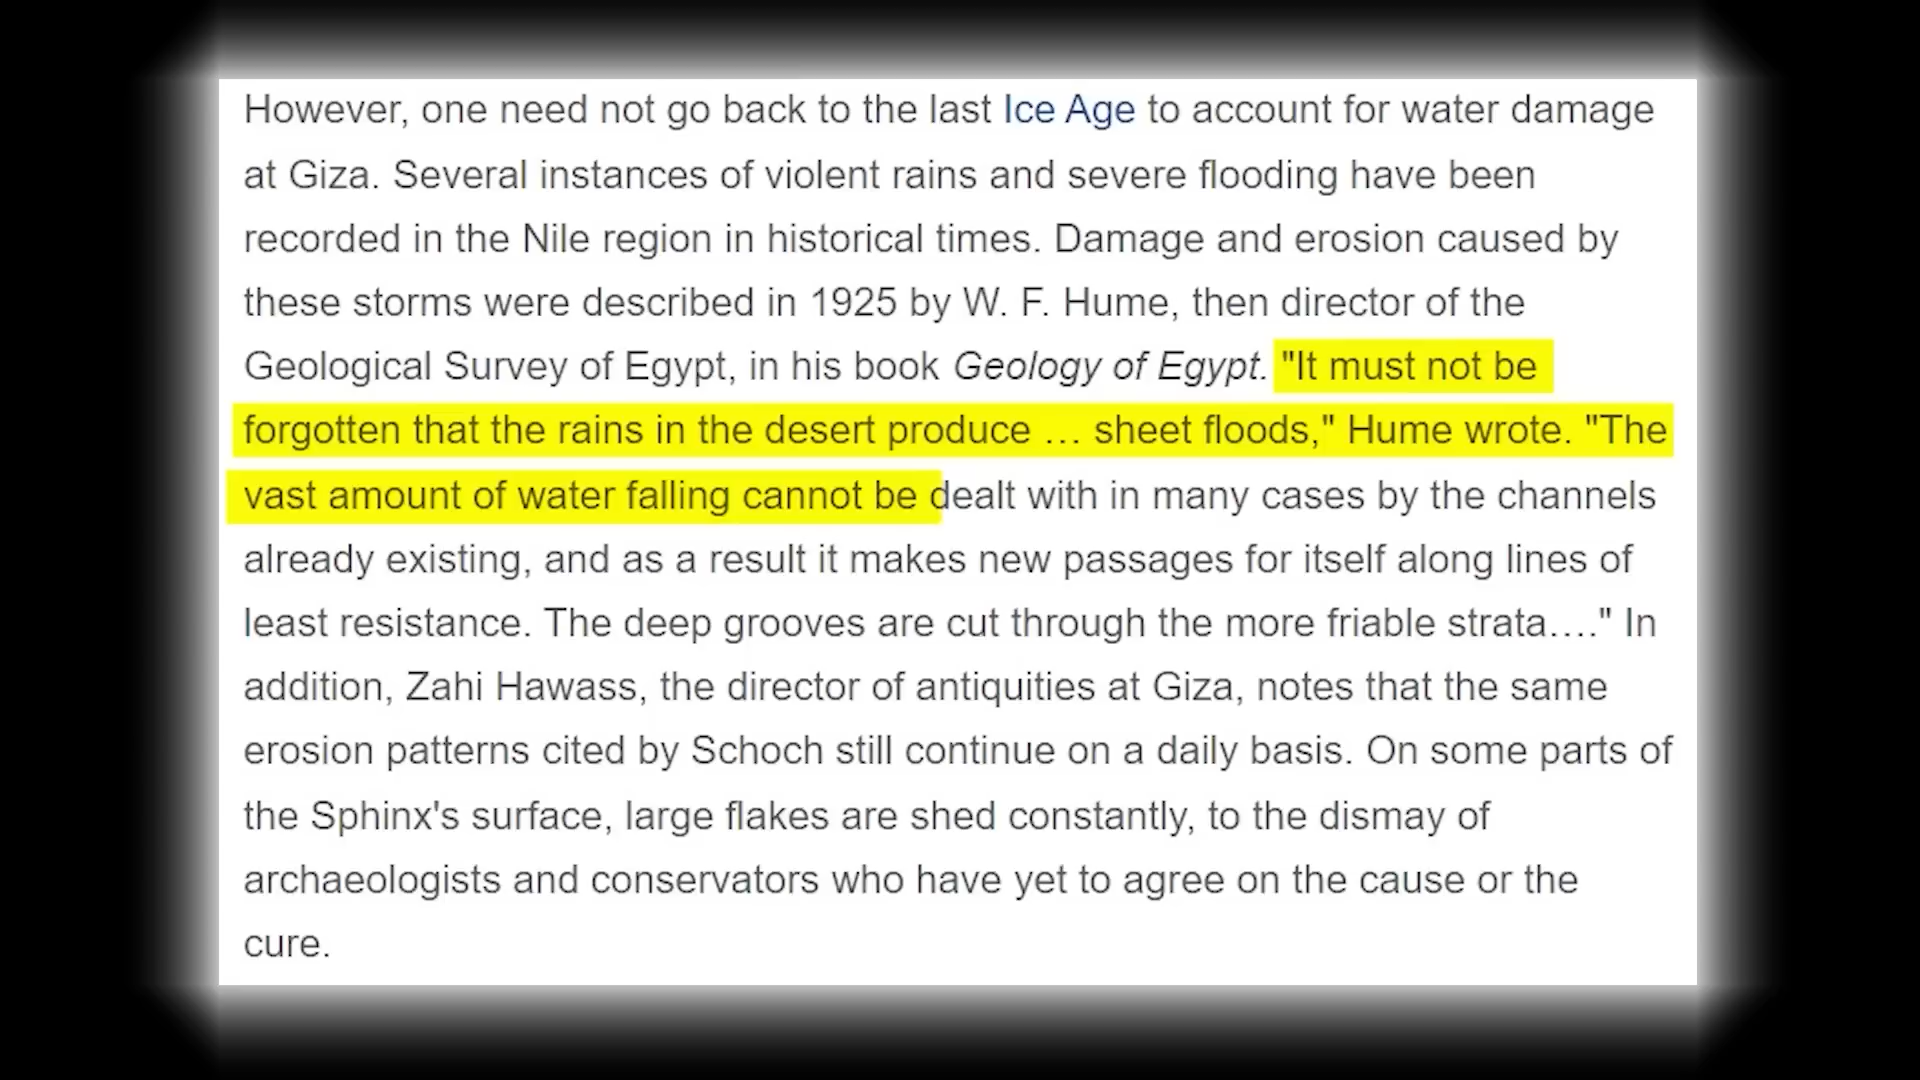 However, one need not go back to the last Ice Age to account for water damage
at Giza. Several instances of violent rains and severe flooding have been
recorded in the Nile region in historical times. Damage and erosion caused by
these storms were described in 1925 by W. F. Hume, then director of the
Geological Survey of Egypt, in his book Geology of Egypt. "It must not be
forgotten that the rains in the desert produce … sheet floods," Hume wrote. "The
vast amount of water falling cannot be dealt with in many cases by the channels
already existing, and as a result it makes new passages for itself along lines of
least resistance. The deep grooves are cut through the more friable strata…." In
addition, Zahi Hawass, the director of antiquities at Giza, notes that the same
erosion patterns cited by Schoch still continue on a daily basis. On some parts of
the Sphinx's surface, large flakes are shed constantly, to the dismay of
archaeologists and conservators who have yet to agree on the cause or the
cure.